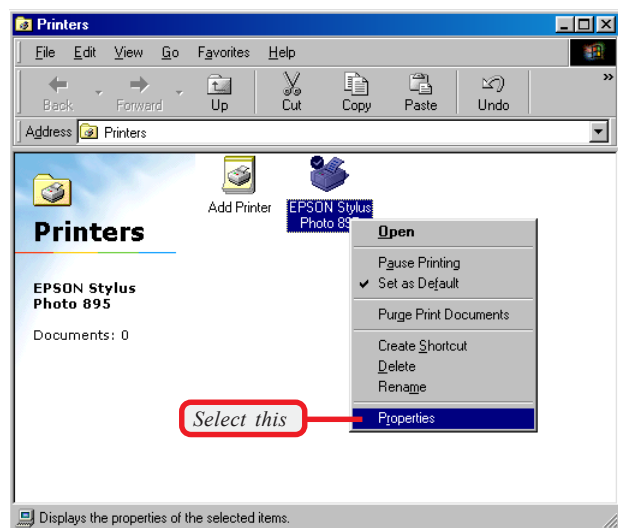 Printers
File Edit View Go Favorites Help
Back Forward Up Cut Copy Paste Undo »
Address Printers
Printers
EPSON Stylus
Photo 895
Documents: 0
Add Printer
EPSON Stylus
Photo 895
Open
Pause Printing
Set as Default
Purge Print Documents
Create Shortcut
Delete
Rename
Properties
Select this
Displays the properties of the selected items.